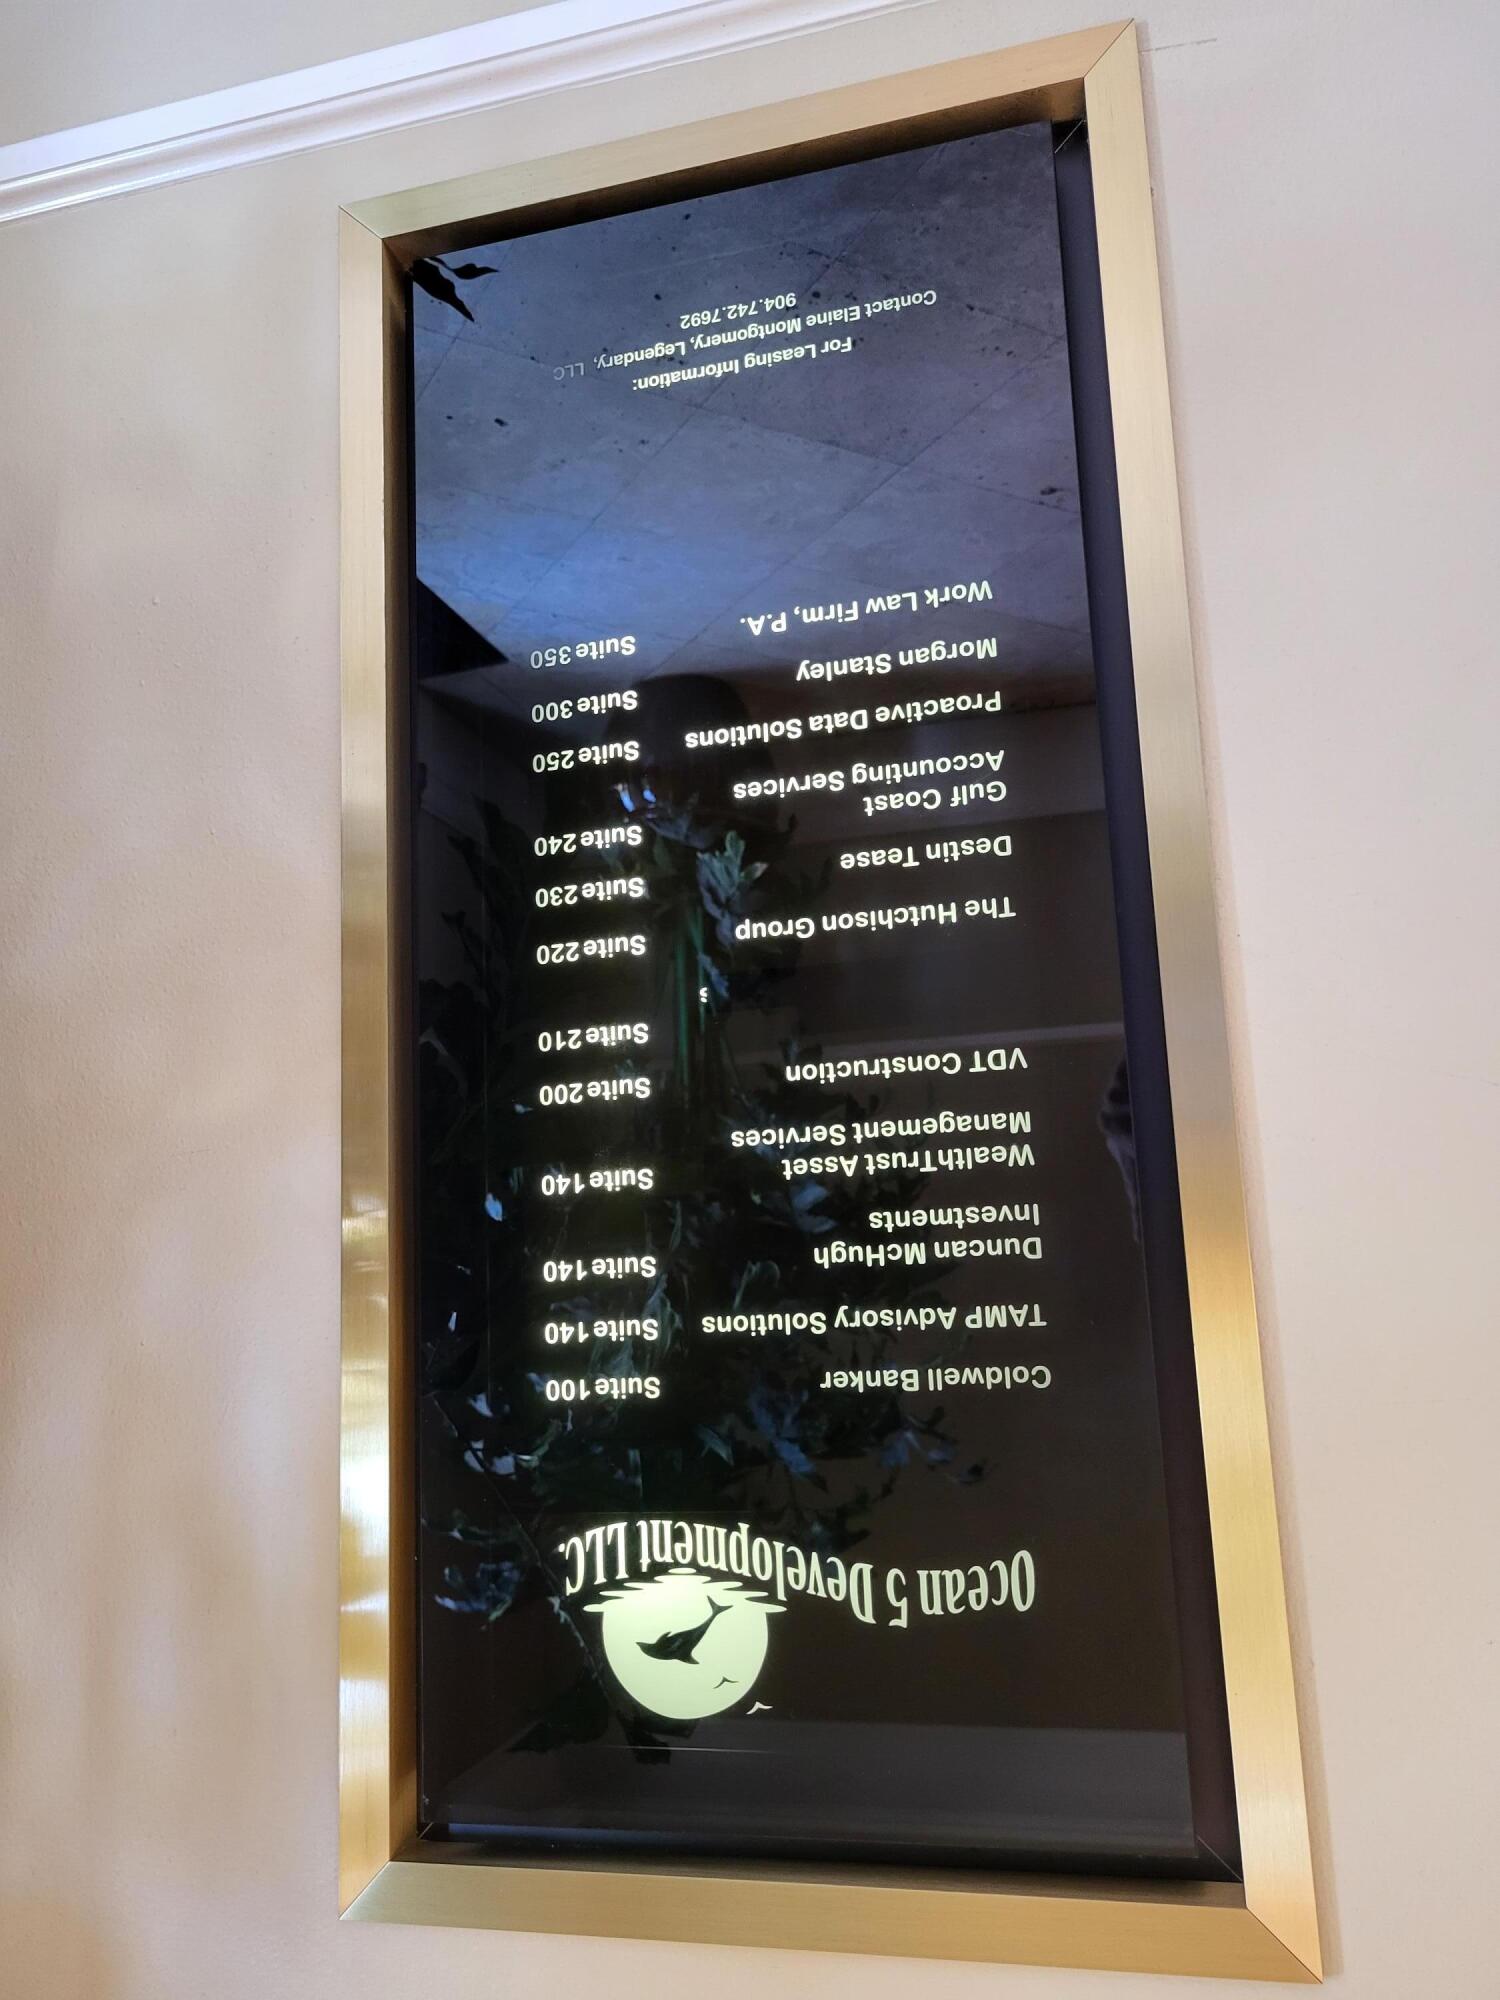 Ocean 5 Development LLC.
Coldwell Banker Suite 100
TAMP Advisory Solutions Suite 140
Duncan McHugh Suite 140
Investments
WealthTrust Asset Suite 140
Management Services
VDT Construction Suite 200
Suite 210
s
The Hutchison Group Suite 220
Destin Tease Suite 230
Gulf Coast Suite 240
Accounting Services
Proactive Data Solutions Suite 250
Morgan Stanley Suite 300
Work Law Firm, P.A. Suite 350
For Leasing Information:
Contact Elaine Montgomery, Legendary, LLC
904.742.7692